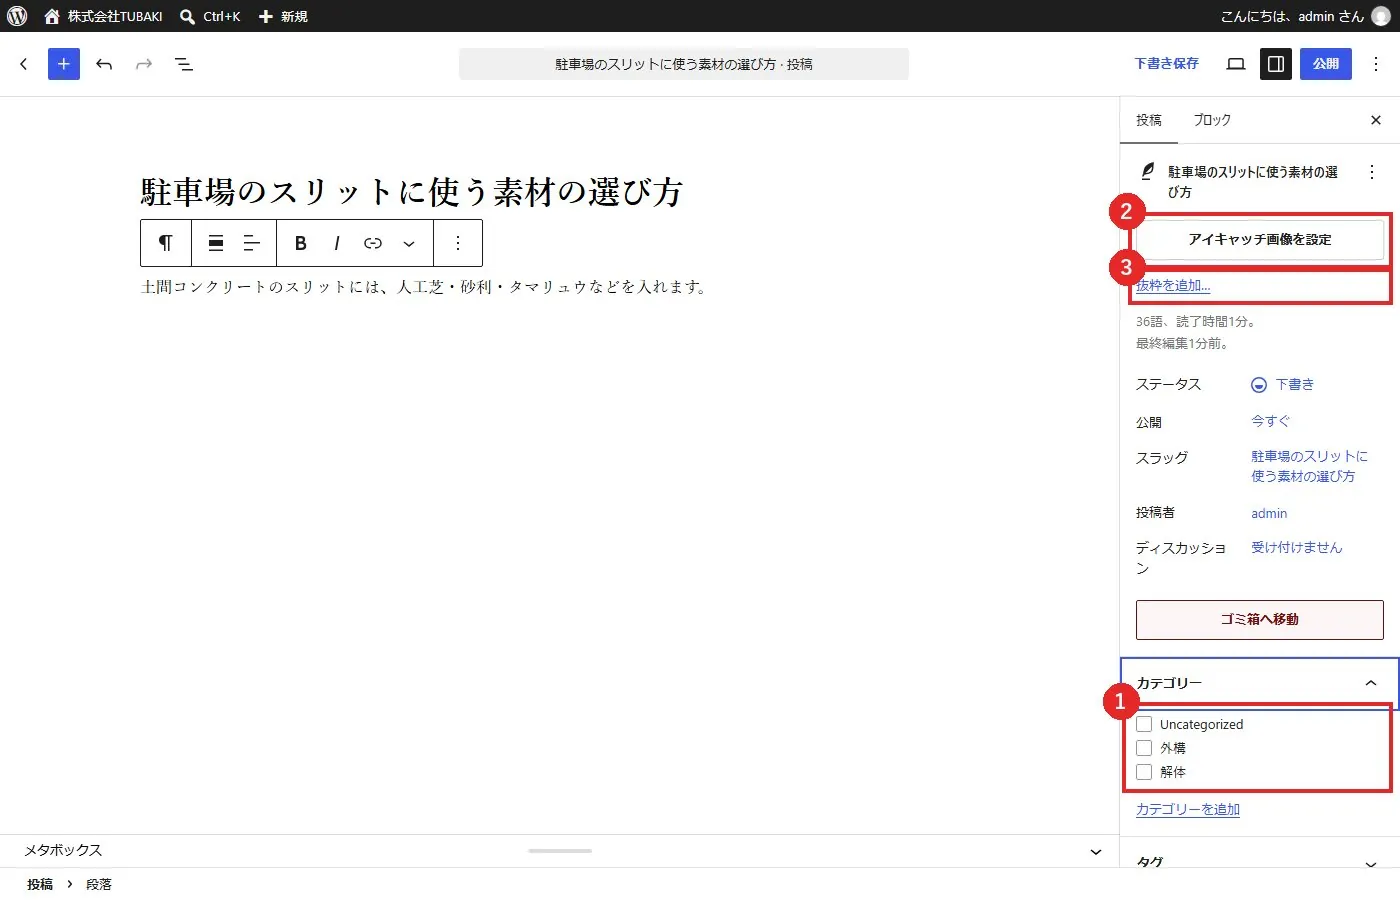 株式会社TUBAKI Ctrl+K 新規 こんにちは、admin さん
駐車場のスリットに使う素材の選び方 · 投稿 下書き保存 公開
投稿 ブロック
駐車場のスリットに使う素材の選び方
B I
土間コンクリートのスリットには、人工芝・砂利・タマリュウなどを入れます。
駐車場のスリットに使う素材の選
び方
2
アイキャッチ画像を設定
3
抜粋を追加...
36語、読了時間1分。
最終編集1分前。
ステータス 下書き
公開 今すぐ
スラッグ 駐車場のスリットに
使う素材の選び方
投稿者 admin
ディスカッショ 受け付けません
ン
ゴミ箱へ移動
カテゴリー
1
Uncategorized
外構
解体
カテゴリーを追加
タグ
メタボックス
投稿 › 段落